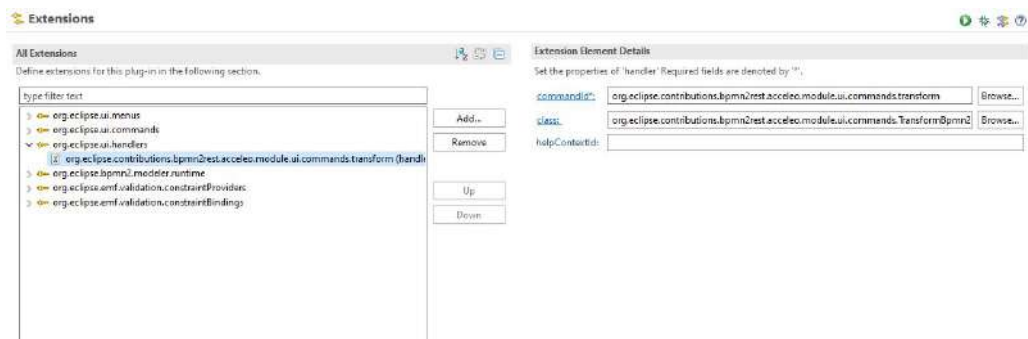 Extensions
All Extensions
Define extensions for this plug-in in the following section.
type filter text
org.eclipse.ui.menus
org.eclipse.ui.commands
org.eclipse.ui.handlers
org.eclipse.contributions.bpmn2rest.acceleo.module.ui.commands.transform (handle
org.eclipse.bpmn2.modeler.runtime
org.eclipse.emf.validation.constraintProviders
org.eclipse.emf.validation.constraintBindings
Add...
Remove
Up
Down
Extension Element Details
Set the properties of 'handler' Required fields are denoted by '*'.
commandId*: org.eclipse.contributions.bpmn2rest.acceleo.module.ui.commands.transform Browse...
class: org.eclipse.contributions.bpmn2rest.acceleo.module.ui.commands.TransformBpmn2 Browse...
helpContextId: